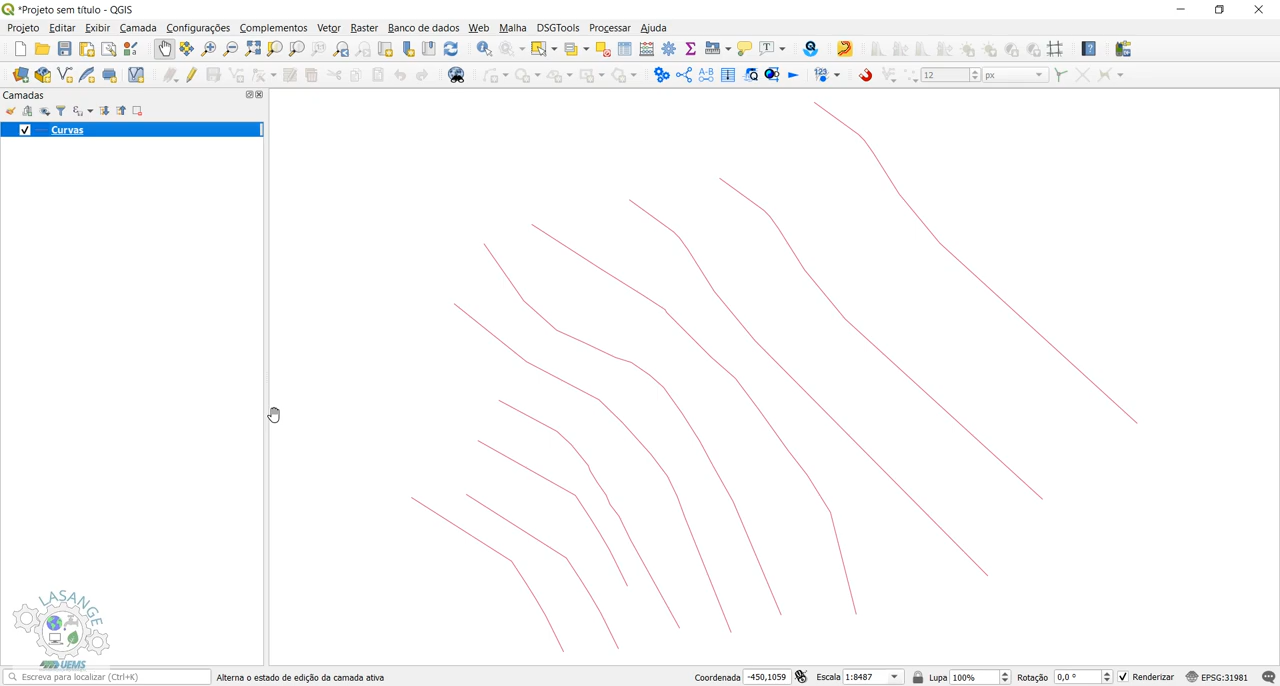 *Projeto sem título - QGIS
Projeto Editar Exibir Camada Configurações Complementos Vetor Raster Banco de dados Web Malha DSGTools Processar Ajuda
12 px
Camadas
Curvas
LASANGE
UEMS
Escreva para localizar (Ctrl+K) Alterna o estado de edição da camada ativa Coordenada -450,1059 Escala 1:8487 Lupa 100% Rotação 0,0 ° Renderizar EPSG:31981